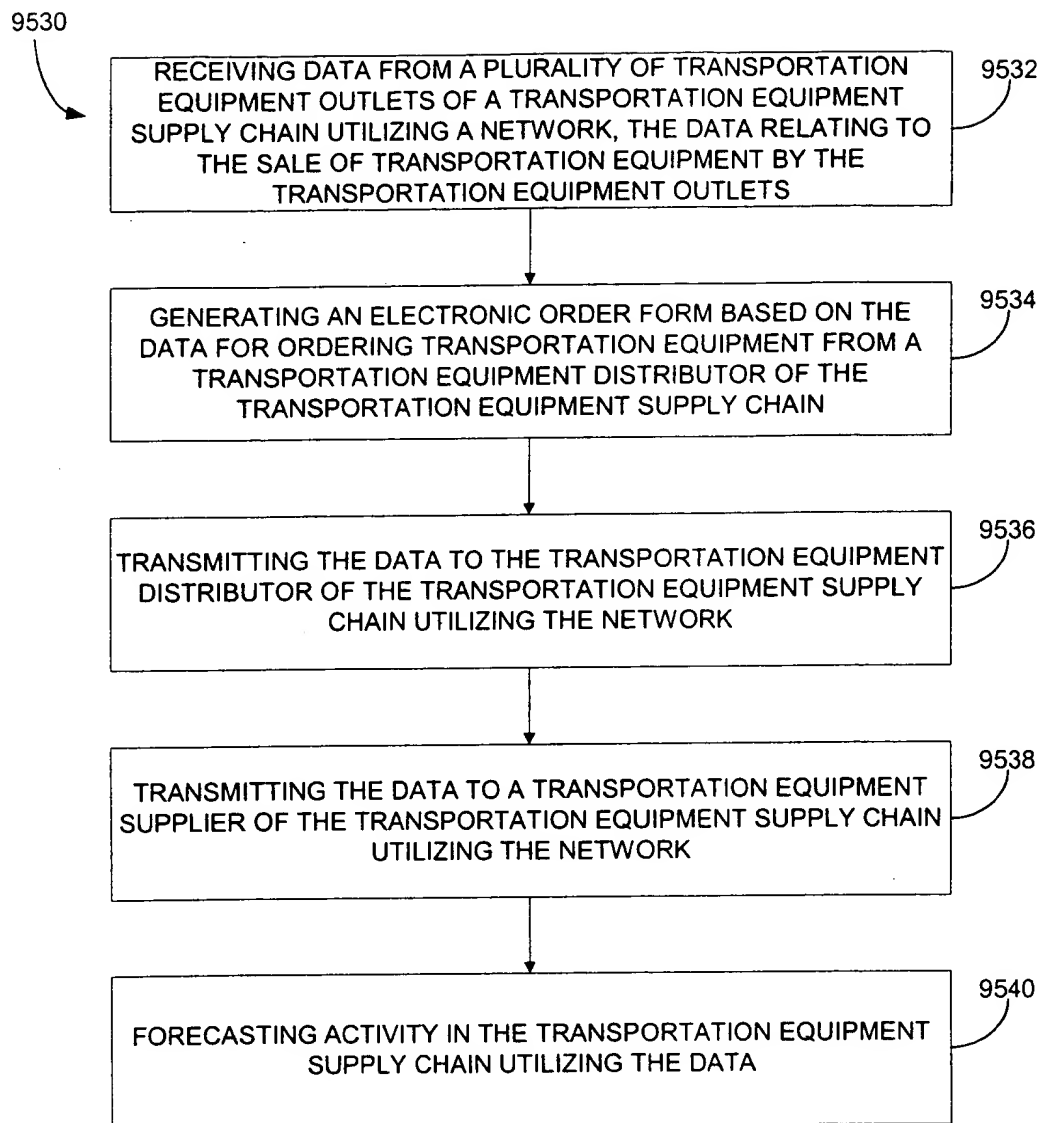 9530
RECEIVING DATA FROM A PLURALITY OF TRANSPORTATION
EQUIPMENT OUTLETS OF A TRANSPORTATION EQUIPMENT
SUPPLY CHAIN UTILIZING A NETWORK, THE DATA RELATING TO
THE SALE OF TRANSPORTATION EQUIPMENT BY THE
TRANSPORTATION EQUIPMENT OUTLETS
9532
GENERATING AN ELECTRONIC ORDER FORM BASED ON THE
DATA FOR ORDERING TRANSPORTATION EQUIPMENT FROM A
TRANSPORTATION EQUIPMENT DISTRIBUTOR OF THE
TRANSPORTATION EQUIPMENT SUPPLY CHAIN
9534
TRANSMITTING THE DATA TO THE TRANSPORTATION EQUIPMENT
DISTRIBUTOR OF THE TRANSPORTATION EQUIPMENT SUPPLY
CHAIN UTILIZING THE NETWORK
9536
TRANSMITTING THE DATA TO A TRANSPORTATION EQUIPMENT
SUPPLIER OF THE TRANSPORTATION EQUIPMENT SUPPLY CHAIN
UTILIZING THE NETWORK
9538
FORECASTING ACTIVITY IN THE TRANSPORTATION EQUIPMENT
SUPPLY CHAIN UTILIZING THE DATA
9540